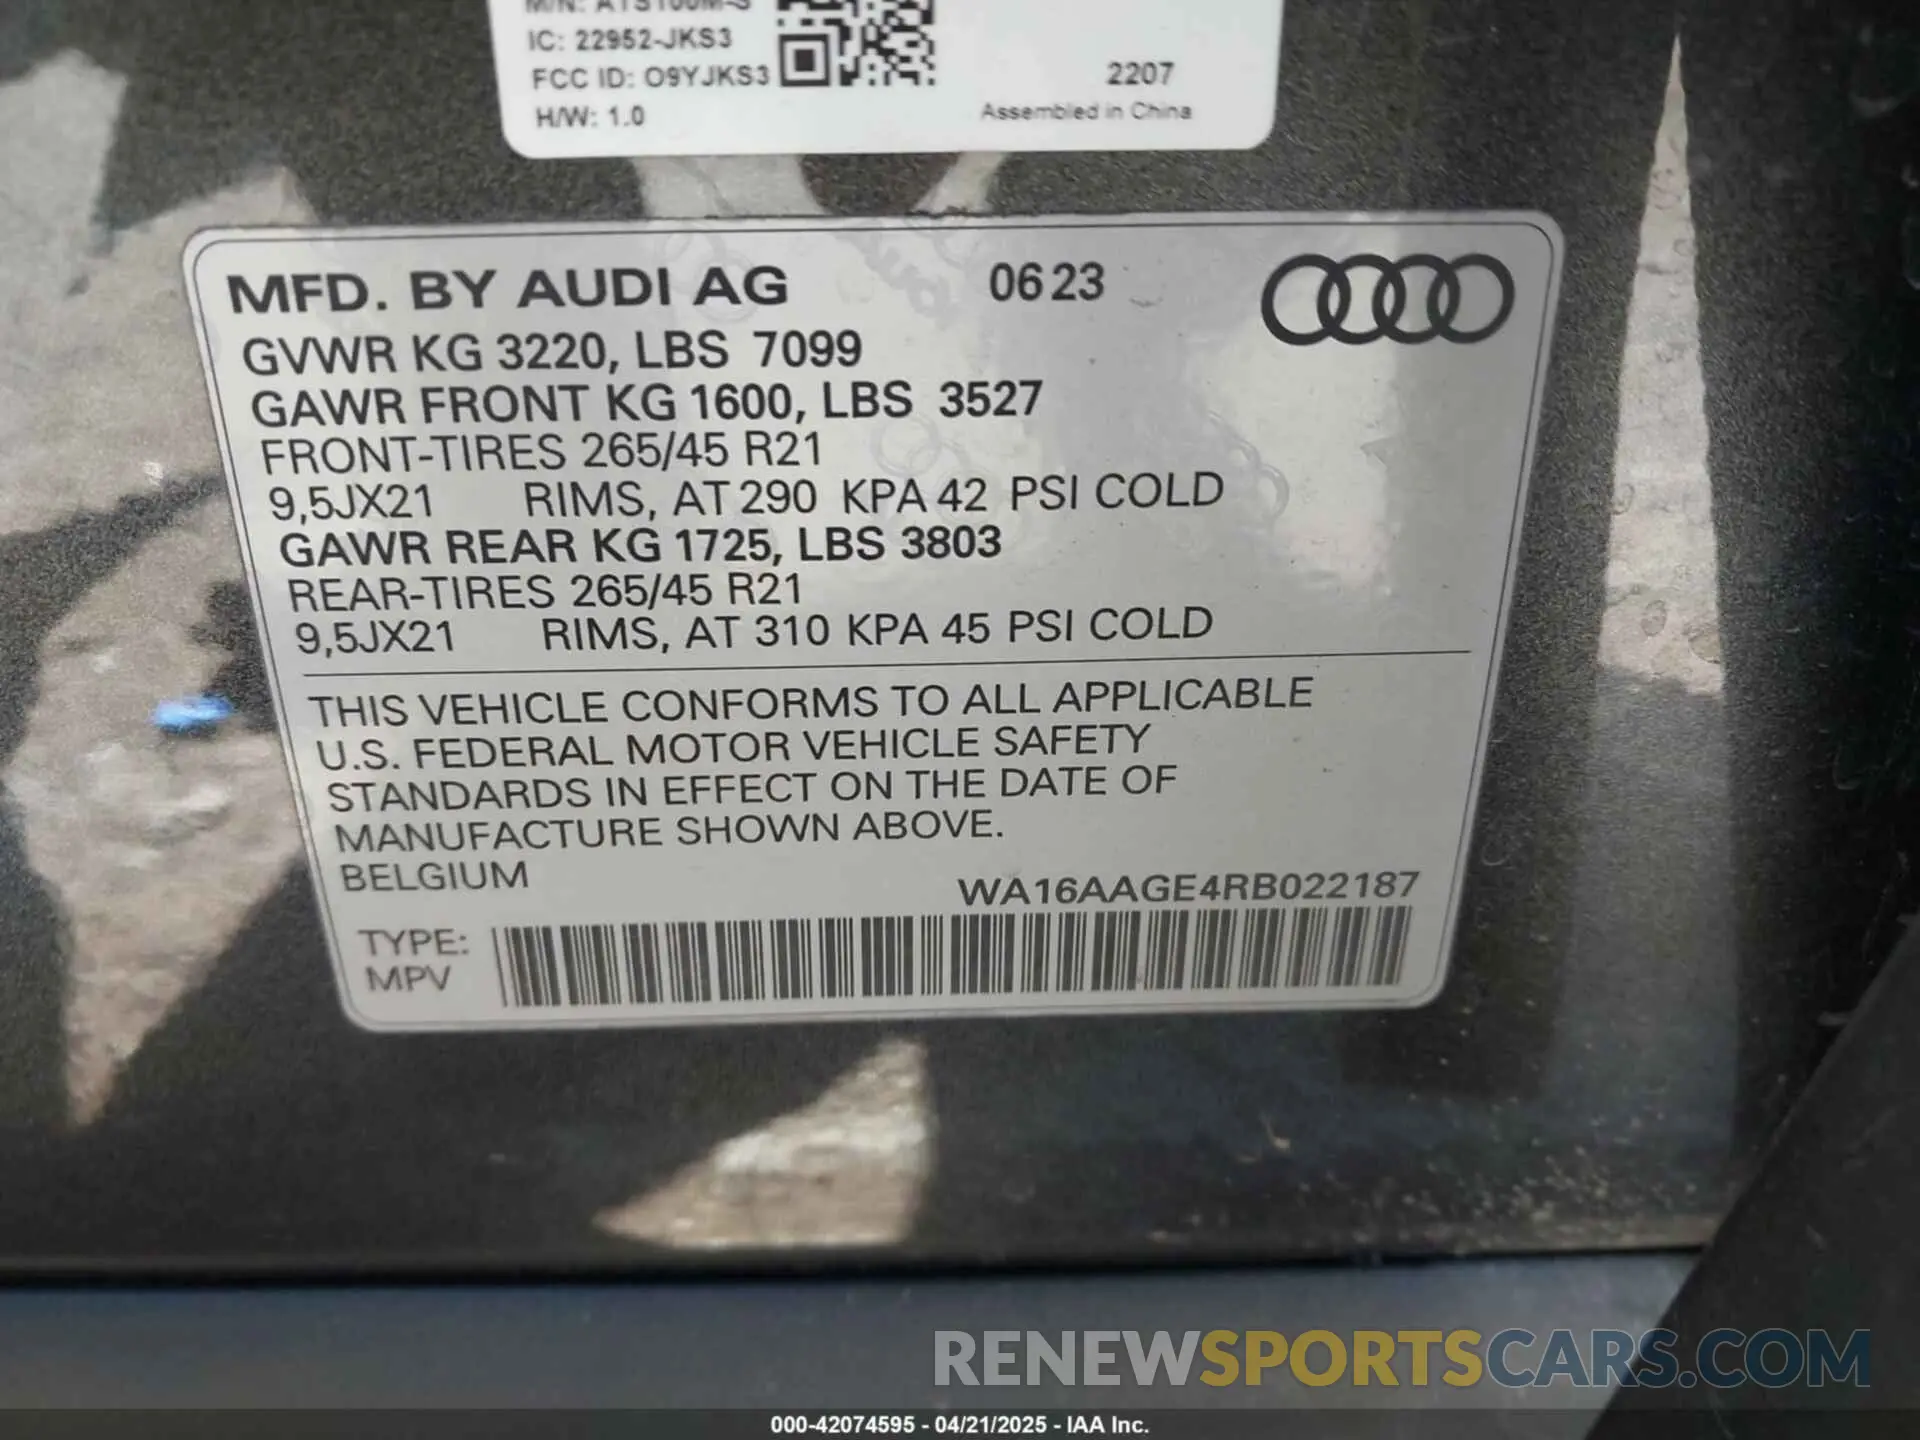 M/N: ATS100M-S
IC: 22952-JKS3
FCC ID: O9YJKS3
H/W: 1.0
2207
Assembled in China
MFD. BY AUDI AG 06 23
GVWR KG 3220, LBS 7099
GAWR FRONT KG 1600, LBS 3527
FRONT-TIRES 265/45 R21
9,5JX21 RIMS, AT 290 KPA 42 PSI COLD
GAWR REAR KG 1725, LBS 3803
REAR-TIRES 265/45 R21
9,5JX21 RIMS, AT 310 KPA 45 PSI COLD
THIS VEHICLE CONFORMS TO ALL APPLICABLE
U.S. FEDERAL MOTOR VEHICLE SAFETY
STANDARDS IN EFFECT ON THE DATE OF
MANUFACTURE SHOWN ABOVE.
BELGIUM
WA16AAGE4RB022187
TYPE:
MPV
RENEWSPORTSCARS.COM
000-42074595 - 04/21/2025 - IAA Inc.